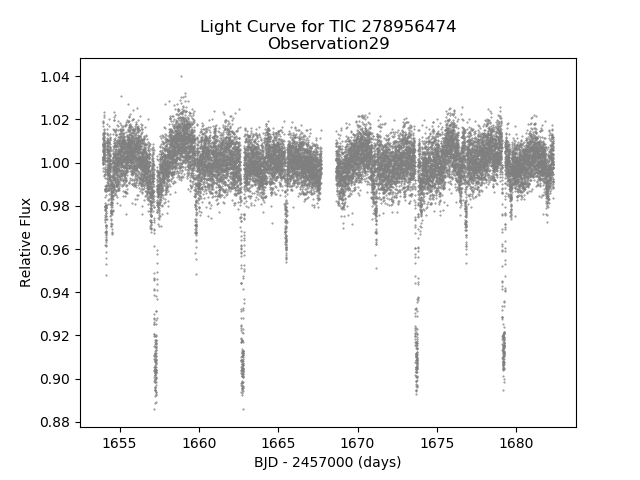 Light Curve for TIC 278956474
Observation29
1.04
1.02
1.00
0.98
0.96
0.94
0.92
0.90
0.88
Relative Flux
1655 1660 1665 1670 1675 1680
BJD - 2457000 (days)